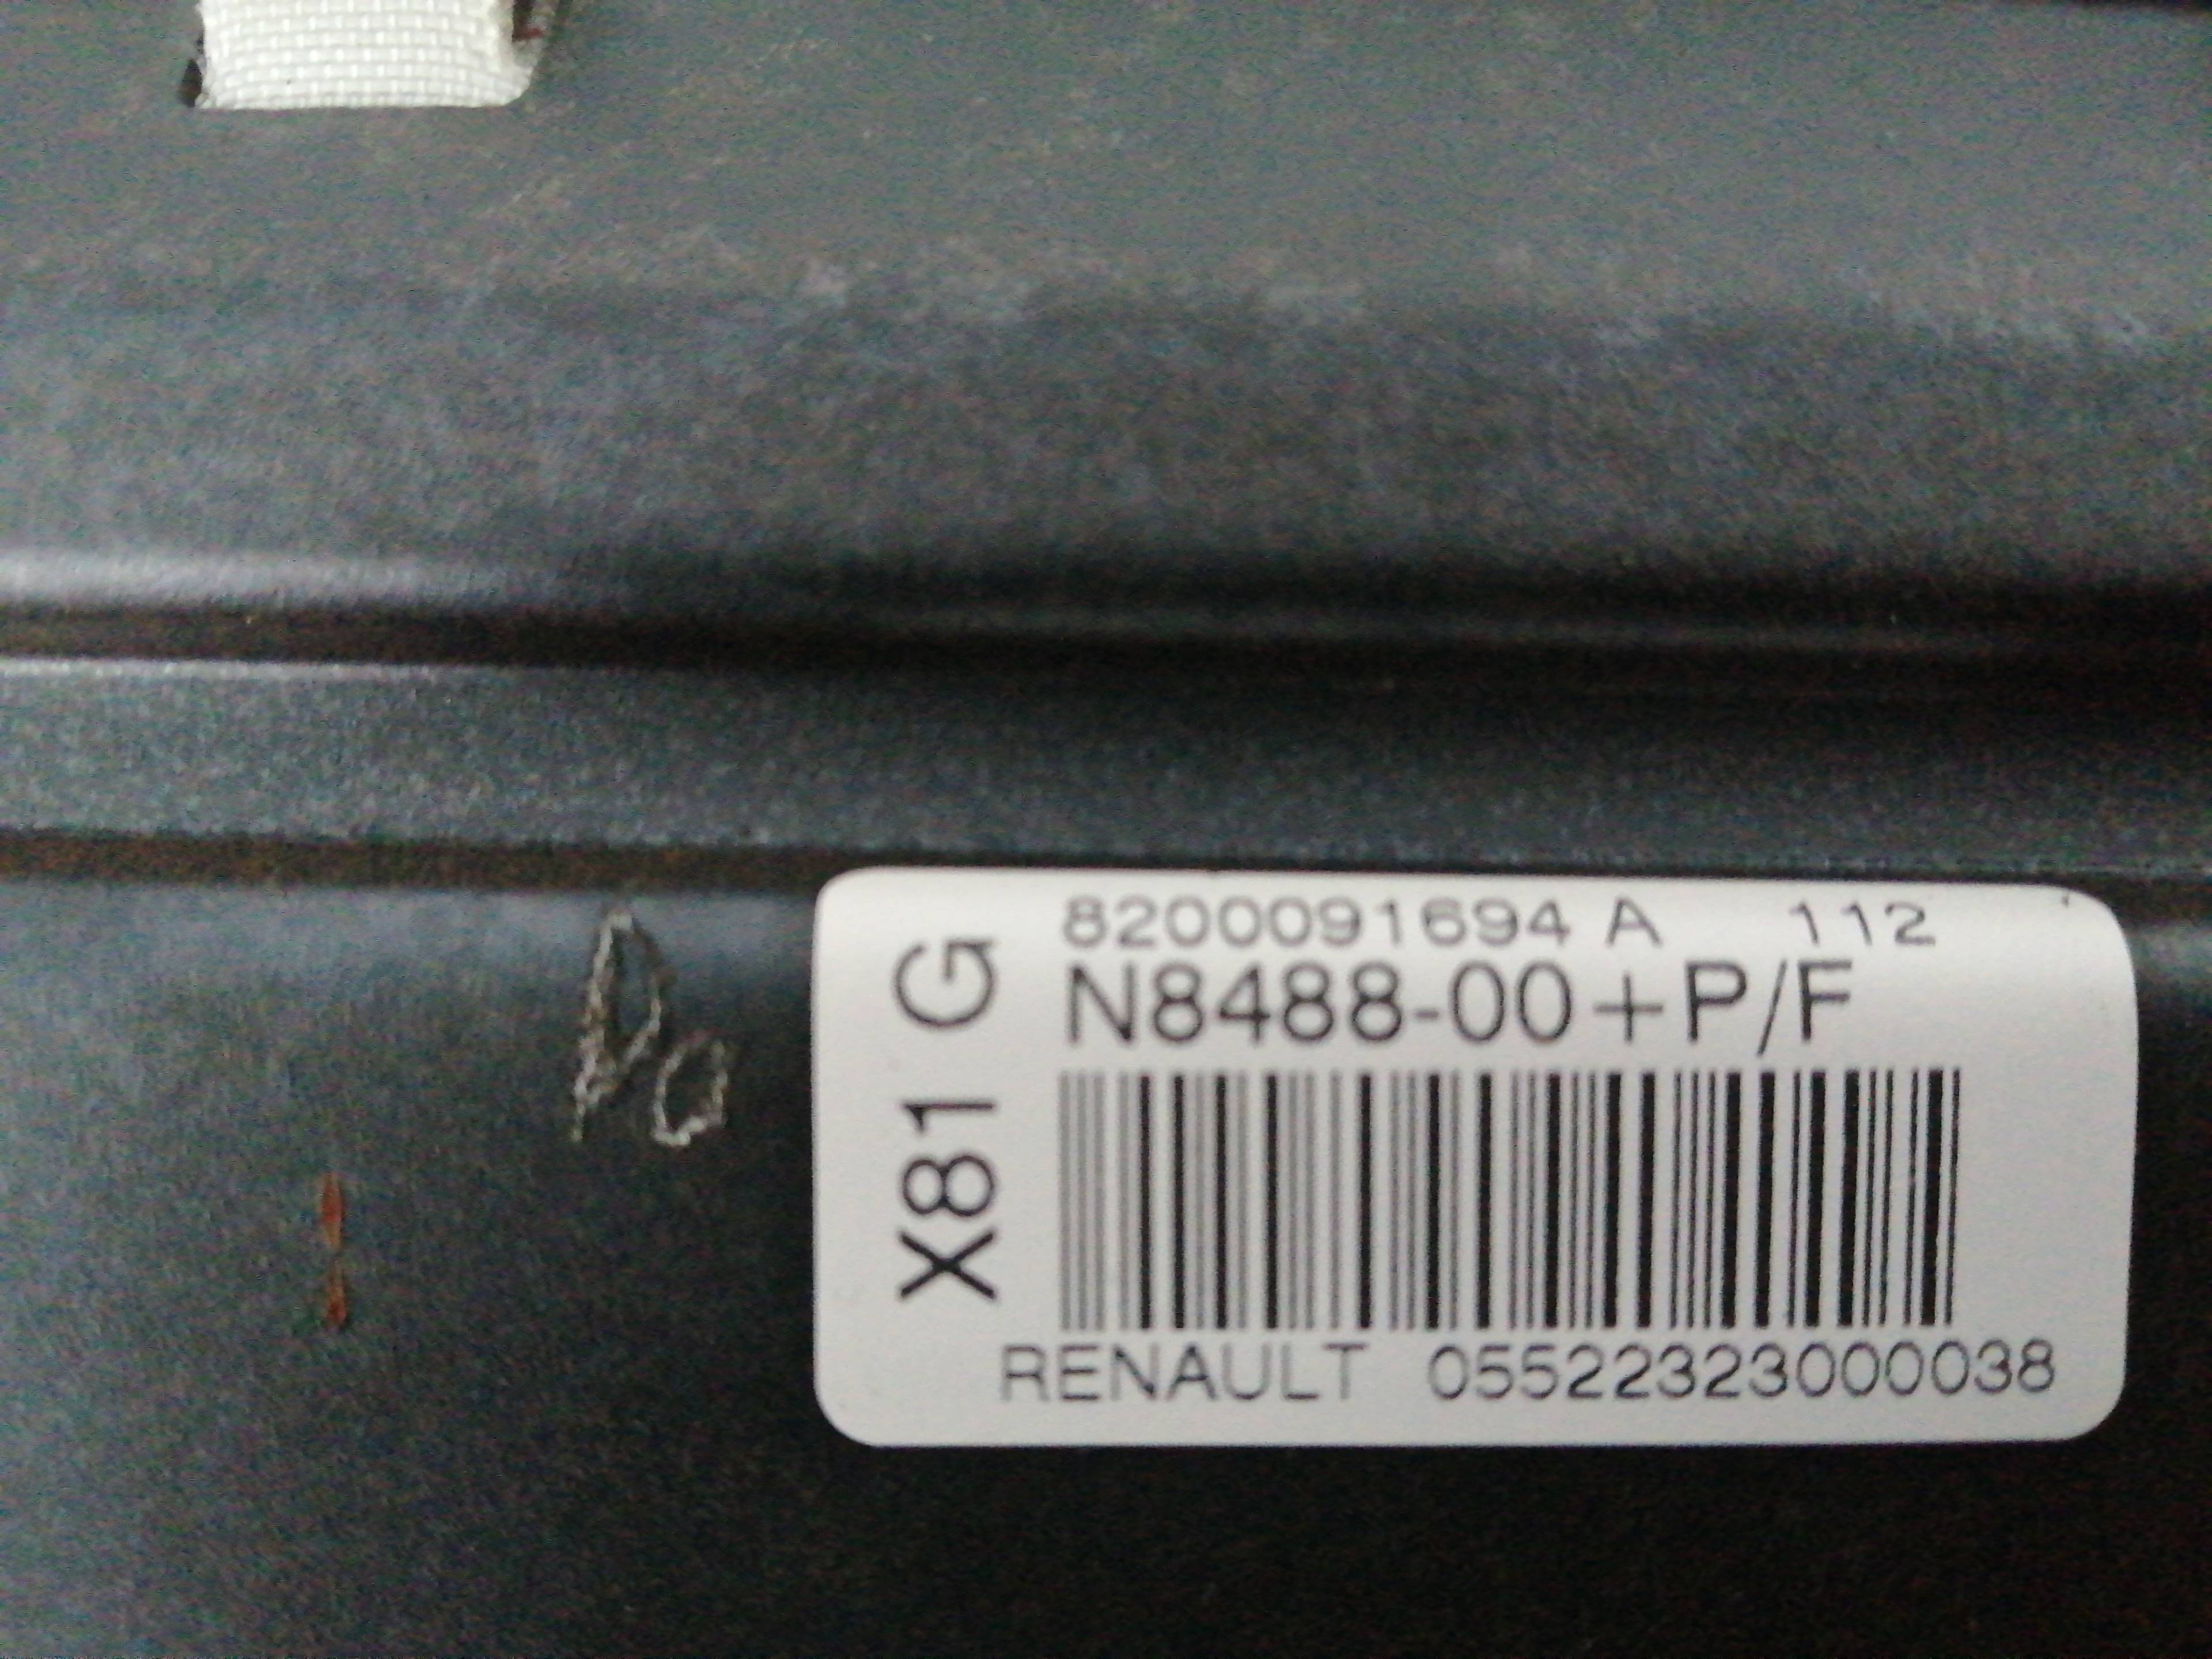 8200091694 A 112
N8488-00+P/F
X81 G
RENAULT 05522323000038